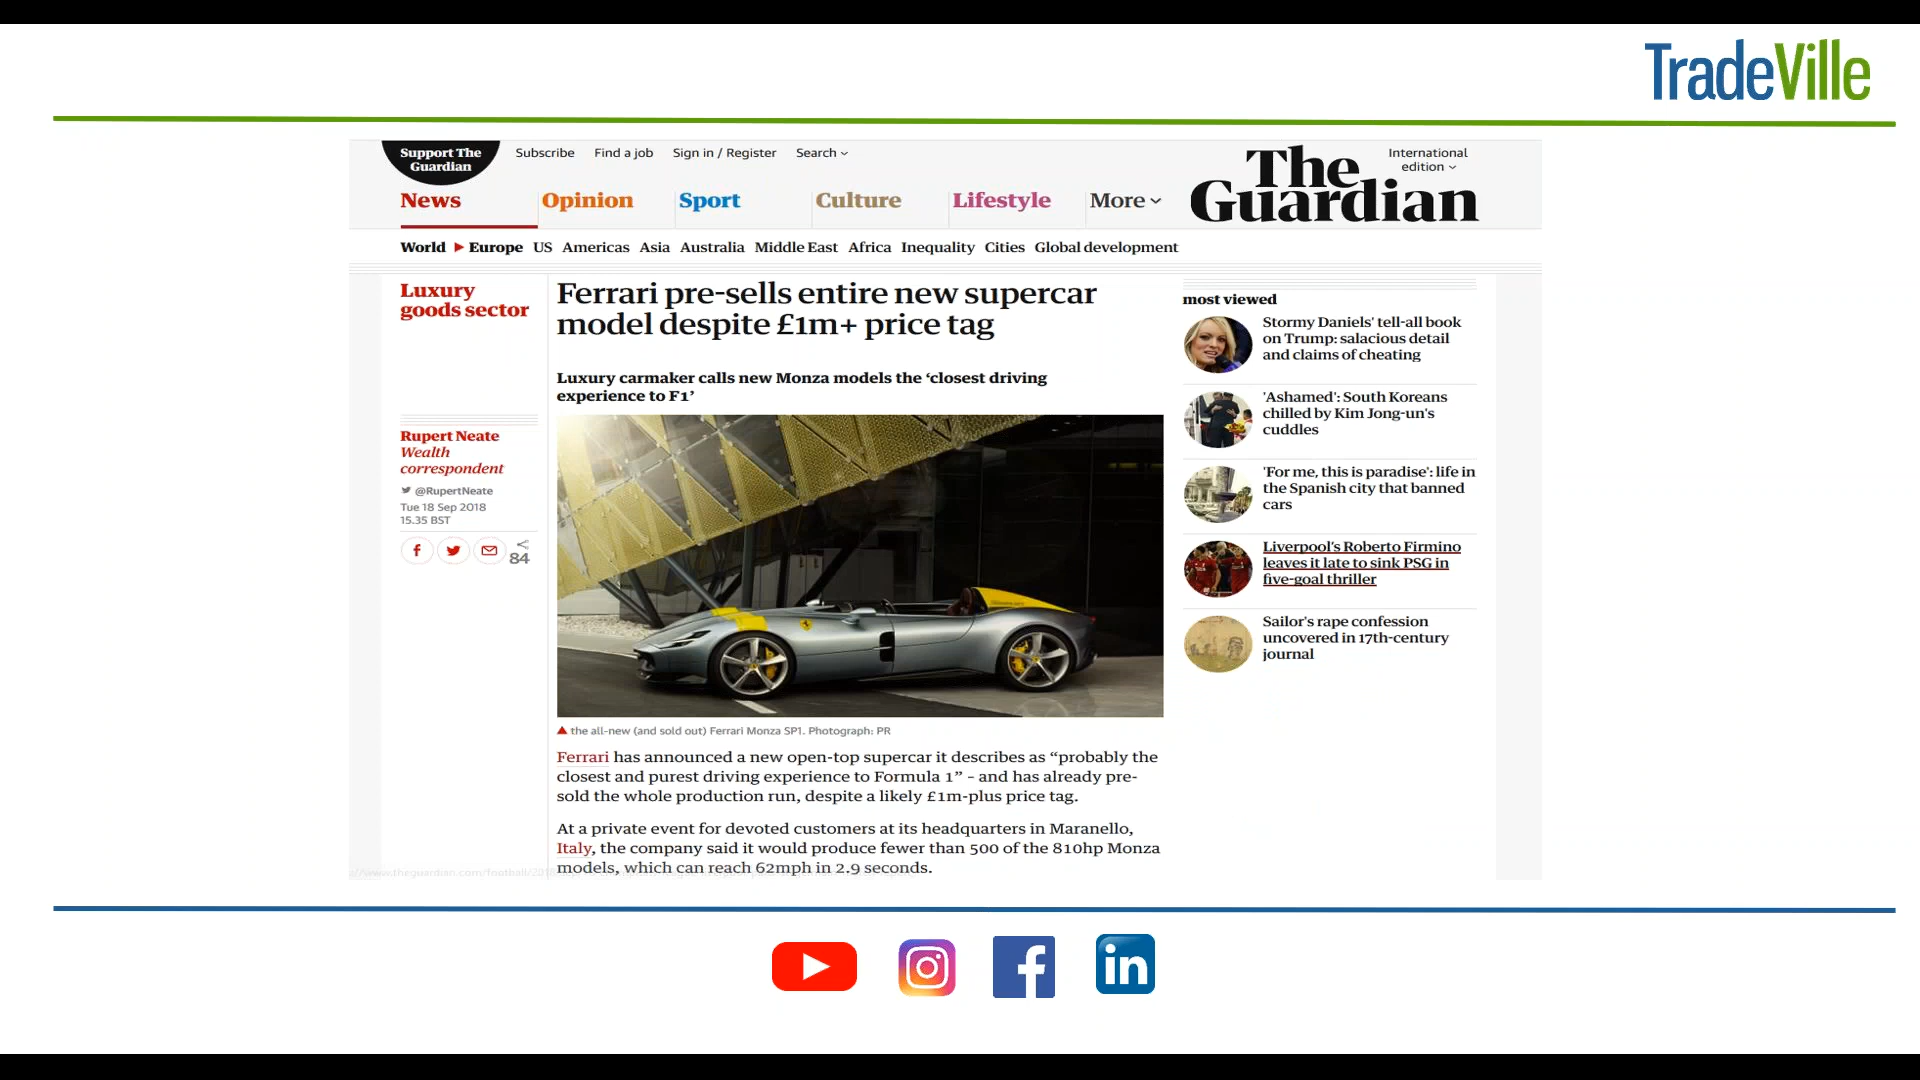 TradeVille
Support The
Guardian
Subscribe
Find a job
Sign in / Register
Search
International
edition
The
Guardian
News
Opinion
Sport
Culture
Lifestyle
More
World
Europe
US
Americas
Asia
Australia
Middle East
Africa
Inequality
Cities
Global development
Luxury
goods sector
Ferrari pre-sells entire new supercar
model despite £1m+ price tag
Luxury carmaker calls new Monza models the ‘closest driving
experience to F1’
Rupert Neate
Wealth
correspondent
@RupertNeate
Tue 18 Sep 2018
15.35 BST
84
the all-new (and sold out) Ferrari Monza SP1. Photograph: PR
Ferrari has announced a new open-top supercar it describes as “probably the
closest and purest driving experience to Formula 1” – and has already pre-
sold the whole production run, despite a likely £1m-plus price tag.
At a private event for devoted customers at its headquarters in Maranello,
Italy, the company said it would produce fewer than 500 of the 810hp Monza
models, which can reach 62mph in 2.9 seconds.
most viewed
Stormy Daniels' tell-all book
on Trump: salacious detail
and claims of cheating
'Ashamed': South Koreans
chilled by Kim Jong-un's
cuddles
'For me, this is paradise': life in
the Spanish city that banned
cars
Liverpool's Roberto Firmino
leaves it late to sink PSG in
five-goal thriller
Sailor's rape confession
uncovered in 17th-century
journal
in